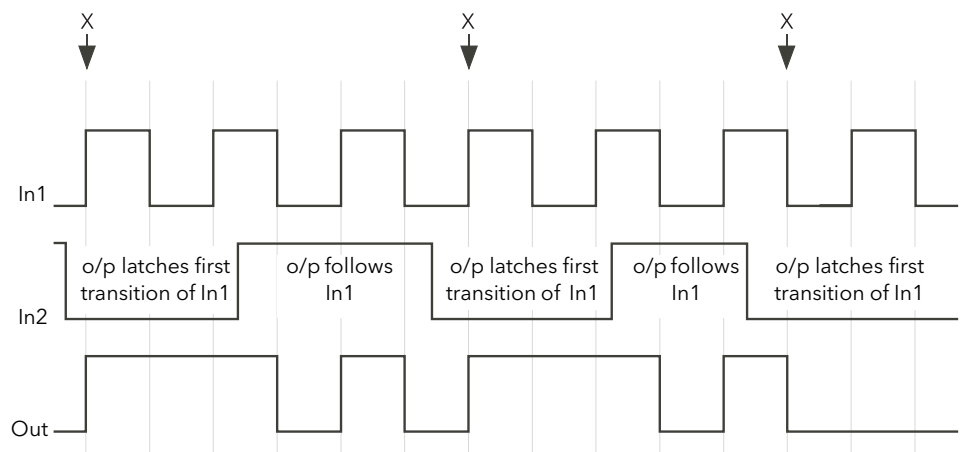 X X X
In1
o/p latches first o/p follows o/p latches first o/p follows o/p latches first
transition of In1 In1 transition of In1 In1 transition of In1
In2
Out